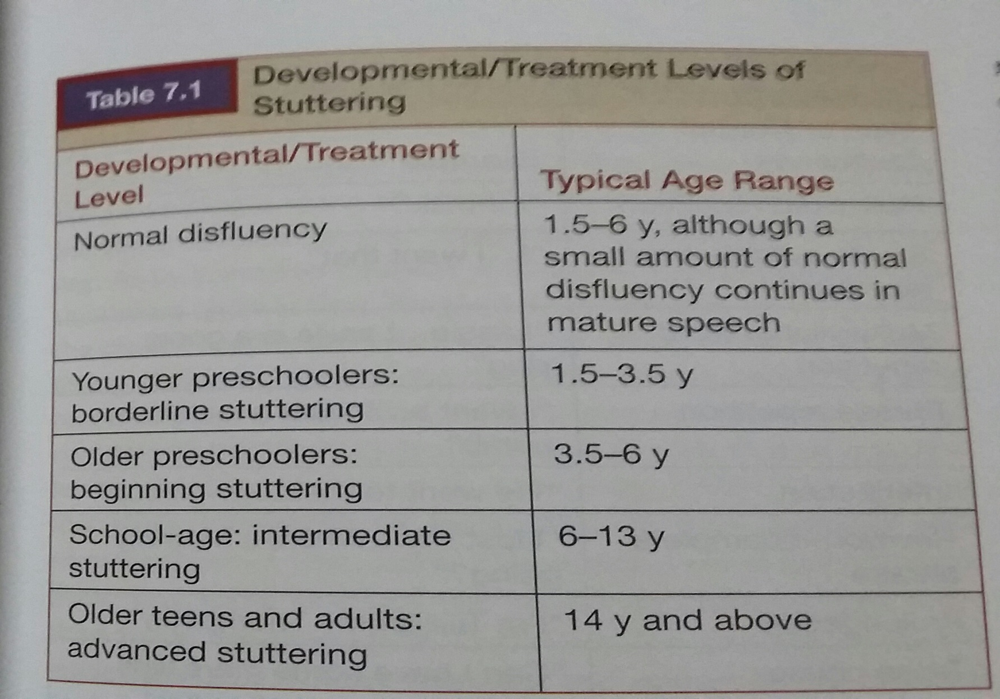 Table 7.1
Developmental/Treatment Levels of
Stuttering
Developmental/Treatment
Level
Typical Age Range
Normal disfluency
1.5–6 y, although a
small amount of normal
disfluency continues in
mature speech
Younger preschoolers:
borderline stuttering
1.5–3.5 y
Older preschoolers:
beginning stuttering
3.5–6 y
School-age: intermediate
stuttering
6–13 y
Older teens and adults:
advanced stuttering
14 y and above